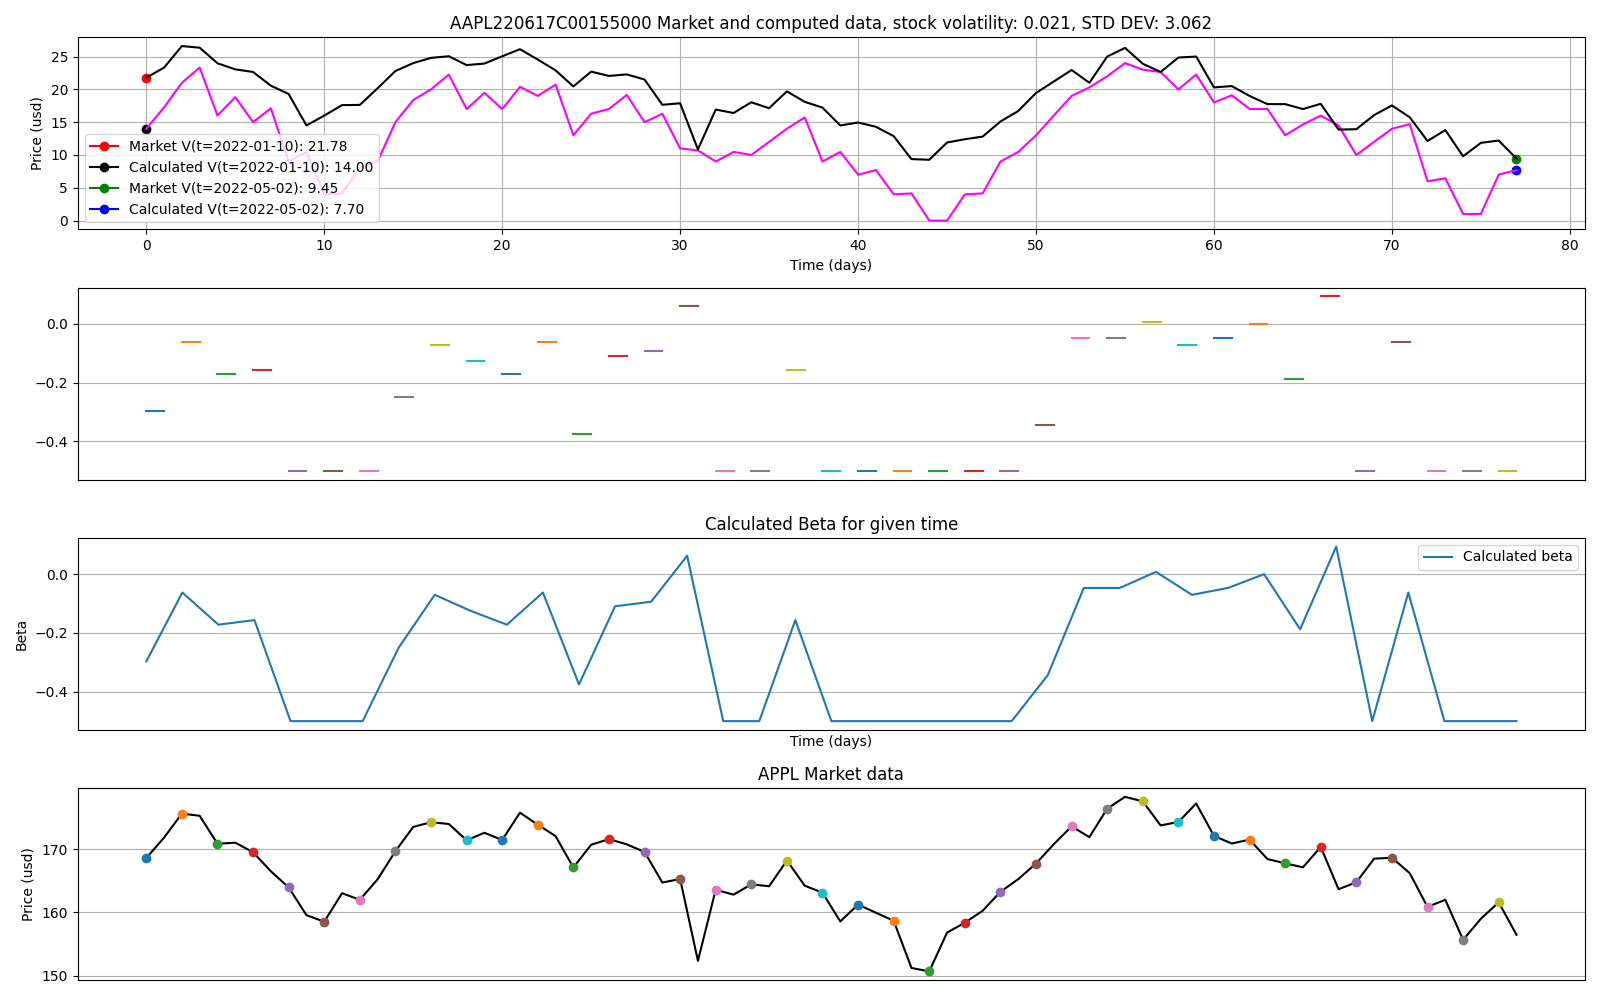 AAPL220617C00155000 Market and computed data, stock volatility: 0.021, STD DEV: 3.062
Price (usd)
25
20
15
10
5
0
Market V(t=2022-01-10): 21.78
Calculated V(t=2022-01-10): 14.00
Market V(t=2022-05-02): 9.45
Calculated V(t=2022-05-02): 7.70
0 10 20 30 40 50 60 70 80
Time (days)
0.0
−0.2
−0.4
Calculated Beta for given time
Beta
0.0
−0.2
−0.4
Calculated beta
Time (days)
APPL Market data
Price (usd)
170
160
150